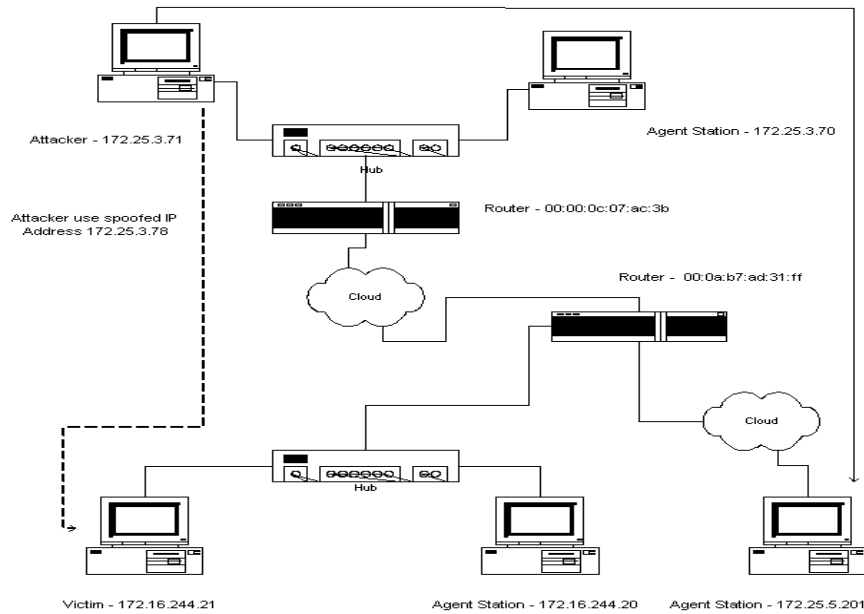 Attacker - 172.25.3.71
Agent Station - 172.25.3.70
Hub
Attacker use spoofed IP
Address 172.25.3.78
Router - 00:00:0c:07:ac:3b
Router - 00:0a:b7:ad:31:ff
Cloud
Cloud
Hub
Victim - 172.16.244.21
Agent Station - 172.16.244.20
Agent Station - 172.25.5.201